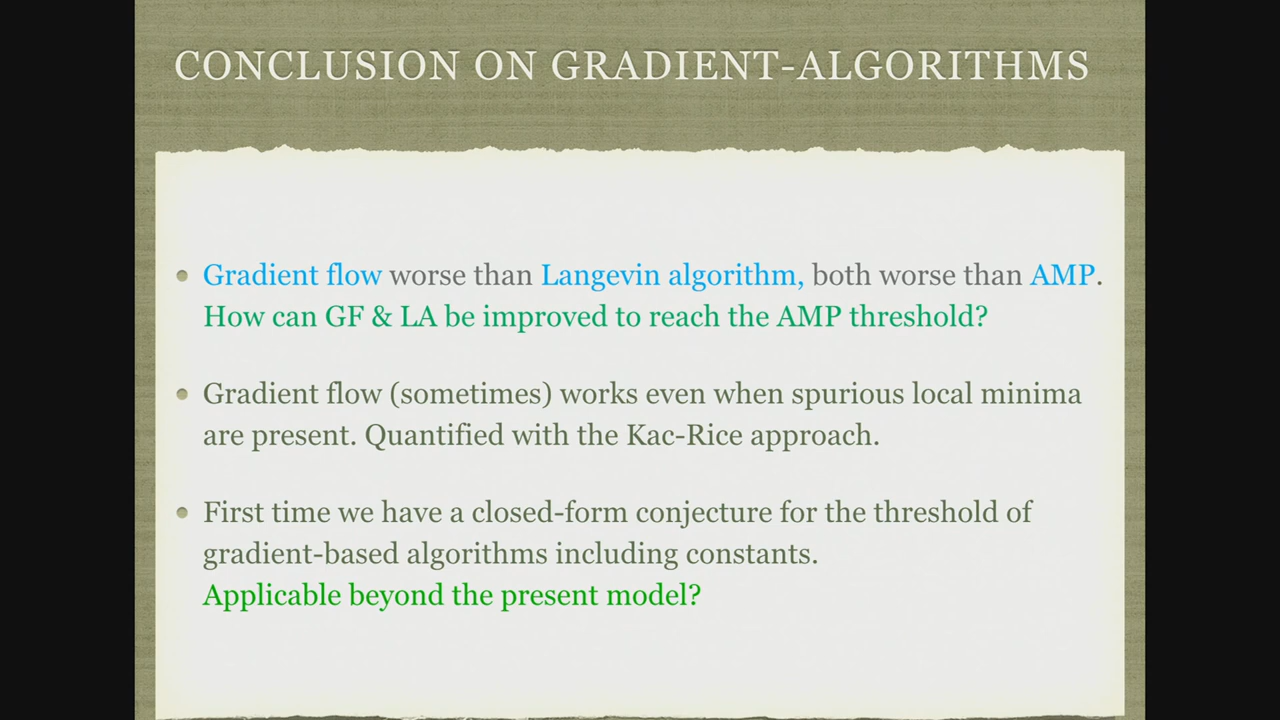 CONCLUSION ON GRADIENT-ALGORITHMS
Gradient flow worse than Langevin algorithm, both worse than AMP.
How can GF & LA be improved to reach the AMP threshold?
Gradient flow (sometimes) works even when spurious local minima
are present. Quantified with the Kac-Rice approach.
First time we have a closed-form conjecture for the threshold of
gradient-based algorithms including constants.
Applicable beyond the present model?